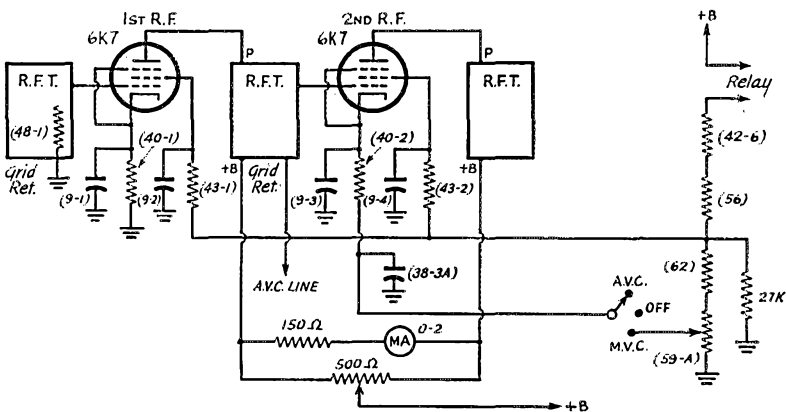 1ST R.F.
2ND R.F.
+B
6K7
6K7
P
P
R.F.T.
R.F.T.
R.F.T.
Relay
(48-1)
(40-1)
(40-2)
(42-6)
Grid
Ret.
+B
Grid
Ret.
+B
(9-1)
(9-2)
(43-1)
(9-3)
(9-4)
(43-2)
(56)
A.V.C. LINE
(38-3A)
(62)
27K
A.V.C.
OFF
M.V.C.
(59-A)
150Ω
MA
0-2
500Ω
+B